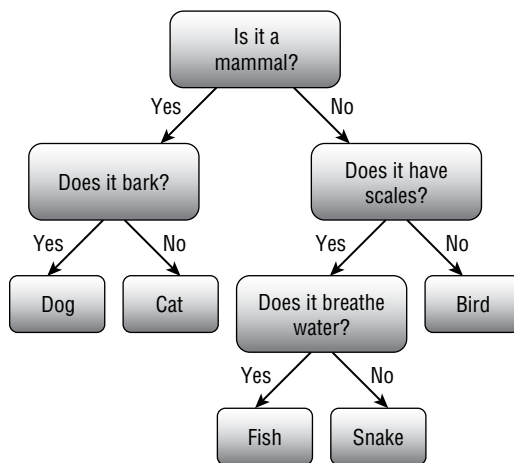 Is it a
mammal?
Yes
No
Does it bark?
Does it have
scales?
Yes
No
Yes
No
Dog
Cat
Does it breathe
water?
Bird
Yes
No
Fish
Snake